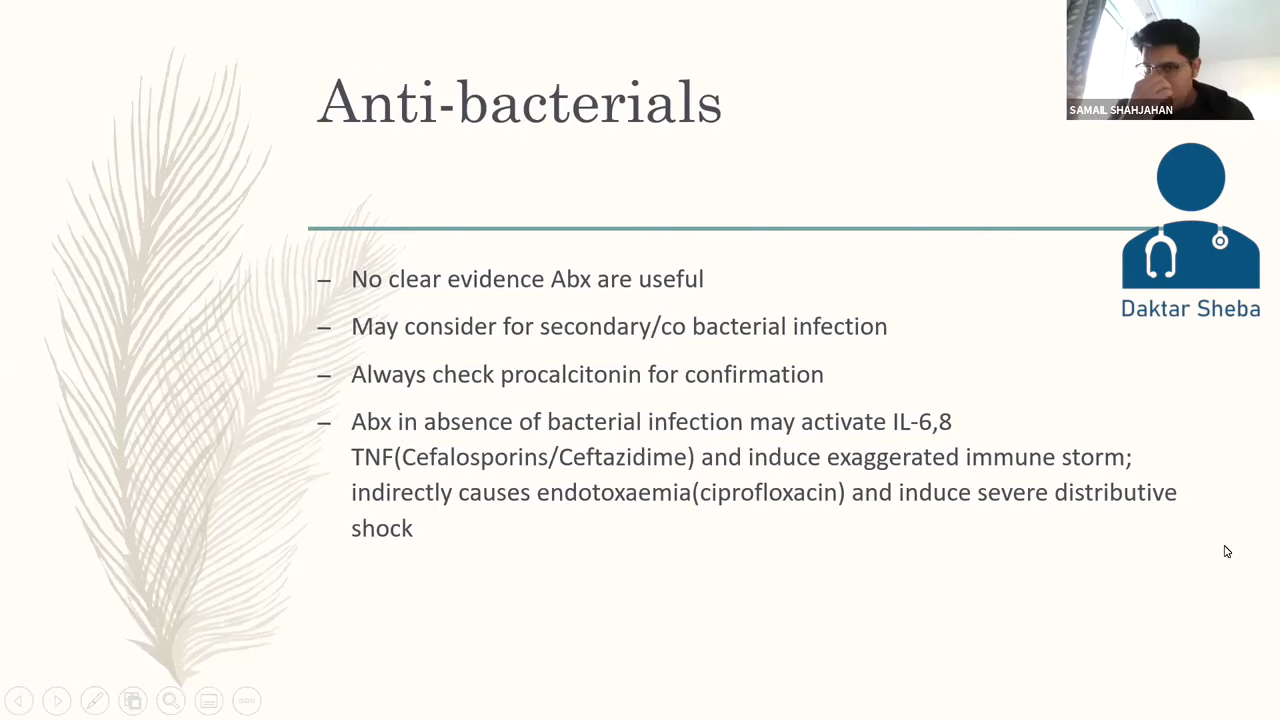 Anti-bacterials
SAMAIL SHAHJAHAN
Daktar Sheba
– No clear evidence Abx are useful
– May consider for secondary/co bacterial infection
– Always check procalcitonin for confirmation
– Abx in absence of bacterial infection may activate IL-6,8
TNF(Cefalosporins/Ceftazidime) and induce exaggerated immune storm;
indirectly causes endotoxaemia(ciprofloxacin) and induce severe distributive
shock